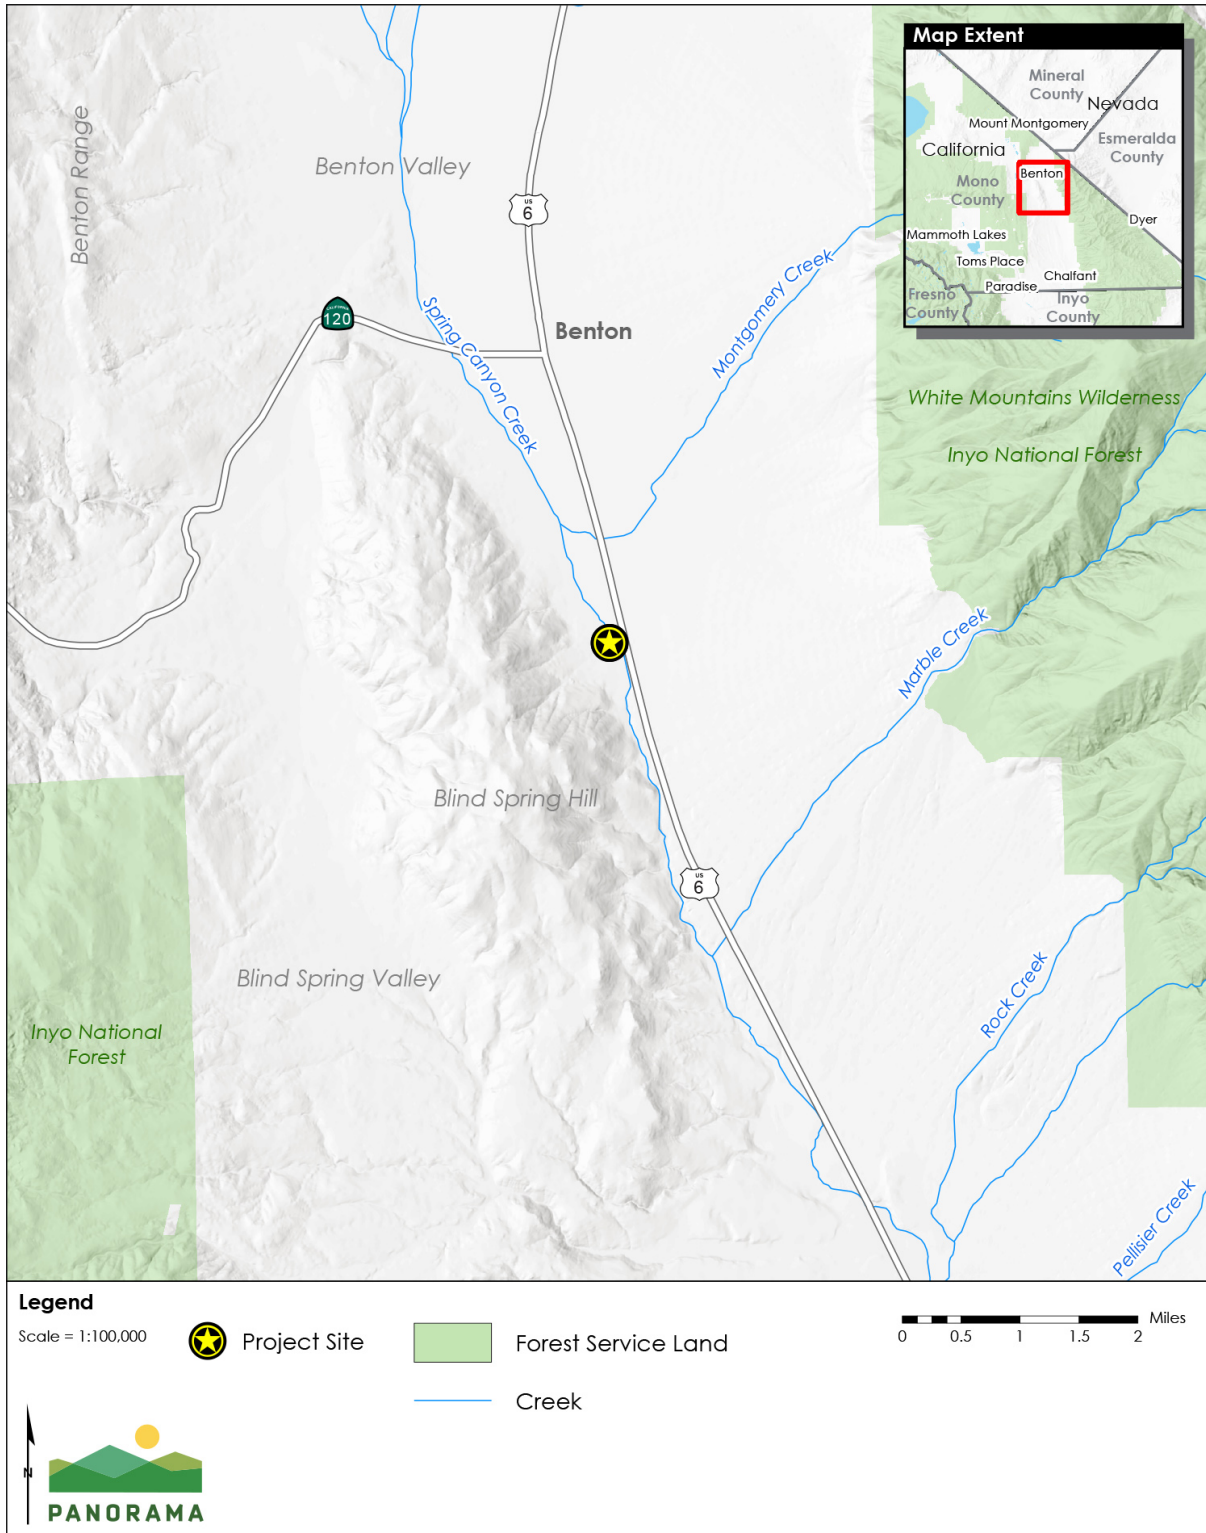 Map Extent
Mineral
County
Nevada
Mount Montgomery
Esmeralda
County
California
Benton
Mono
County
Dyer
Mammoth Lakes
Toms Place
Chalfant
Paradise
Fresno
County
Inyo
County
Benton Range
Benton Valley
US
6
CALIFORNIA
120
Spring Canyon Creek
Benton
Montgomery Creek
White Mountains Wilderness
Inyo National Forest
Marble Creek
Blind Spring Hill
US
6
Blind Spring Valley
Rock Creek
Inyo National
Forest
Pellisier Creek
Legend
Scale = 1:100,000
Project Site
Forest Service Land
Creek
Miles
0 0.5 1 1.5 2
N
PANORAMA